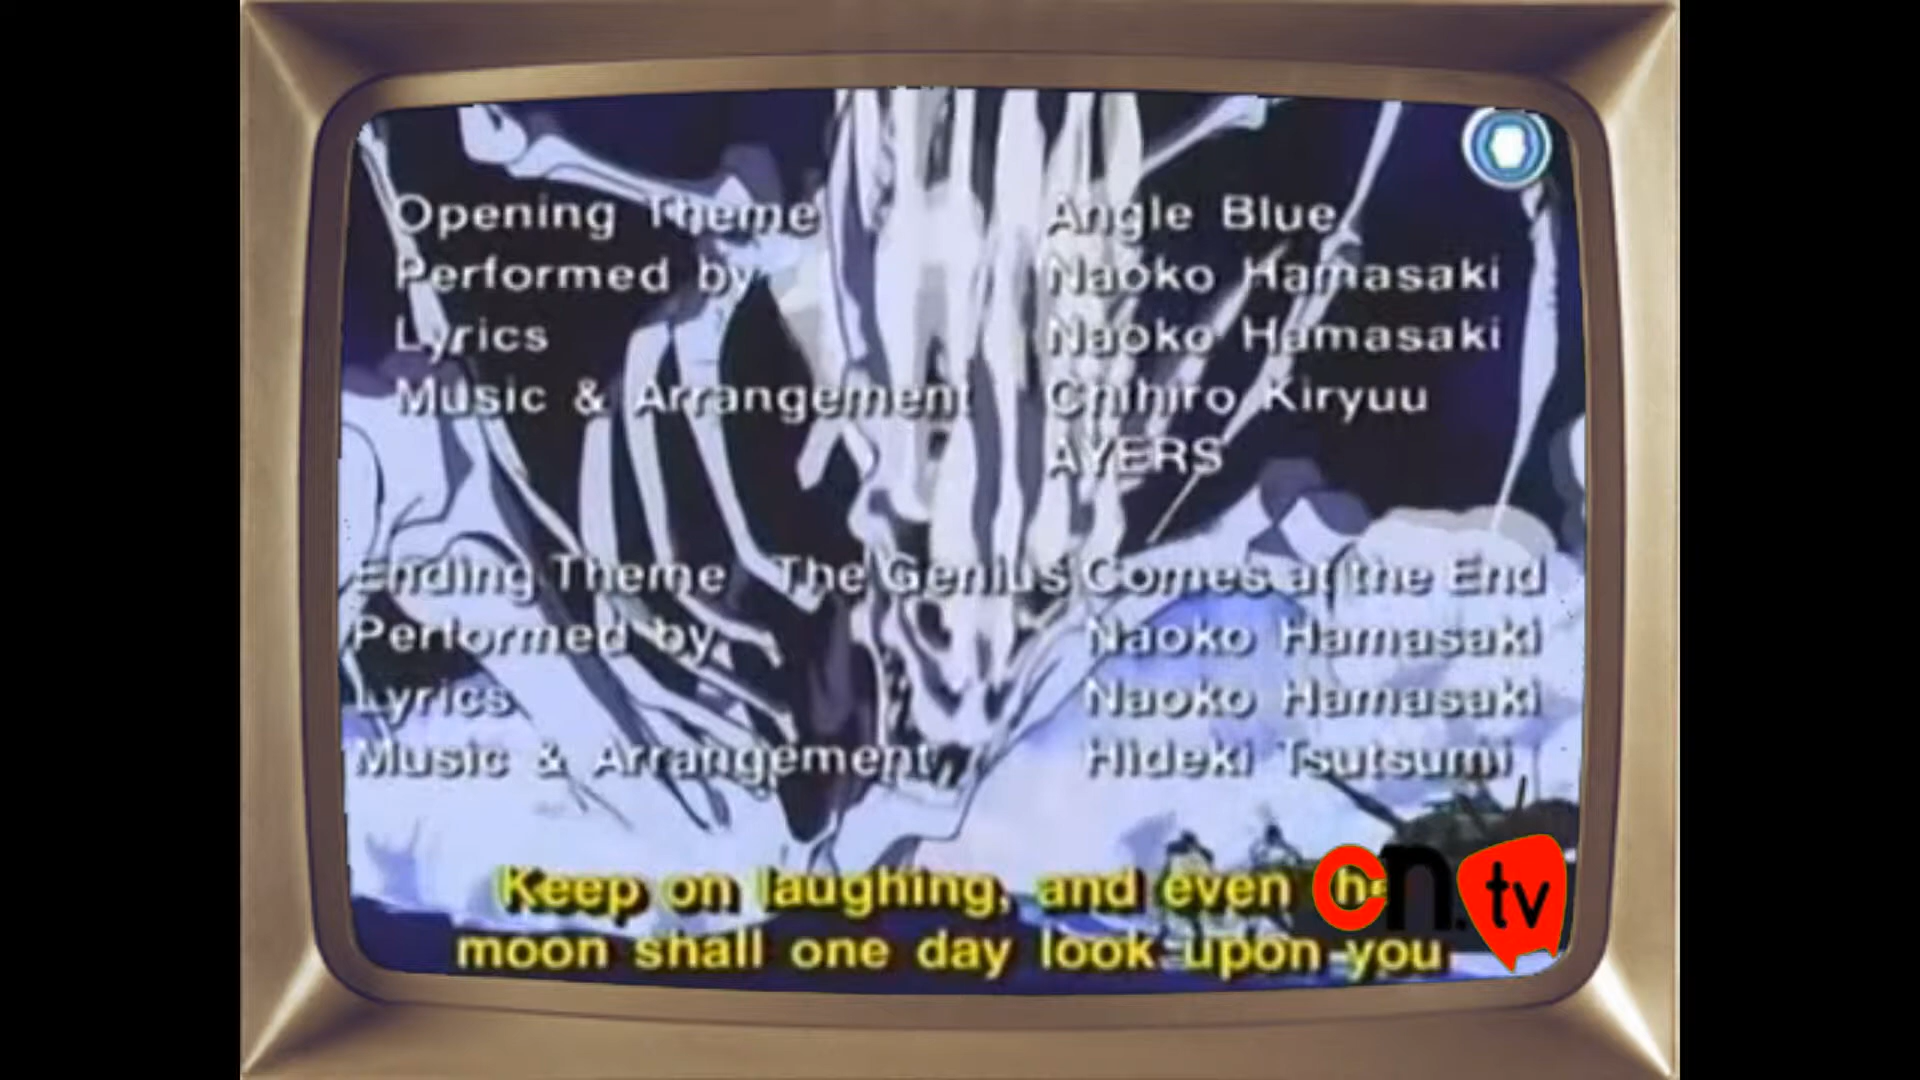 Opening Theme Angle Blue
Performed by Naoko Hamasaki
Lyrics Naoko Hamasaki
Music & Arrangement Chihiro Kiryuu
AYERS
Ending Theme The Genius Comes at the End
Performed by Naoko Hamasaki
Lyrics Naoko Hamasaki
Music & Arrangement Hideki Tsutsumi
Keep on laughing, and even he
moon shall one day look upon you
cn.tv